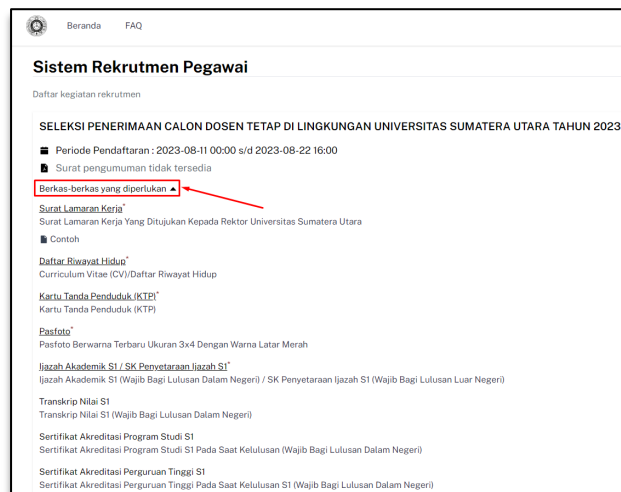 Beranda FAQ
Sistem Rekrutmen Pegawai
Daftar kegiatan rekrutmen
SELEKSI PENERIMAAN CALON DOSEN TETAP DI LINGKUNGAN UNIVERSITAS SUMATERA UTARA TAHUN 2023
Periode Pendaftaran : 2023-08-11 00:00 s/d 2023-08-22 16:00
Surat pengumuman tidak tersedia
Berkas-berkas yang diperlukan ▲
Surat Lamaran Kerja*
Surat Lamaran Kerja Yang Ditujukan Kepada Rektor Universitas Sumatera Utara
Contoh
Daftar Riwayat Hidup*
Curriculum Vitae (CV)/Daftar Riwayat Hidup
Kartu Tanda Penduduk (KTP)*
Kartu Tanda Penduduk (KTP)
Pasfoto*
Pasfoto Berwarna Terbaru Ukuran 3x4 Dengan Warna Latar Merah
Ijazah Akademik S1 / SK Penyetaraan Ijazah S1*
Ijazah Akademik S1 (Wajib Bagi Lulusan Dalam Negeri) / SK Penyetaraan Ijazah S1 (Wajib Bagi Lulusan Luar Negeri)
Transkrip Nilai S1
Transkrip Nilai S1 (Wajib Bagi Lulusan Dalam Negeri)
Sertifikat Akreditasi Program Studi S1
Sertifikat Akreditasi Program Studi S1 Pada Saat Kelulusan (Wajib Bagi Lulusan Dalam Negeri)
Sertifikat Akreditasi Perguruan Tinggi S1
Sertifikat Akreditasi Perguruan Tinggi Pada Saat Kelulusan S1 (Wajib Bagi Lulusan Dalam Negeri)